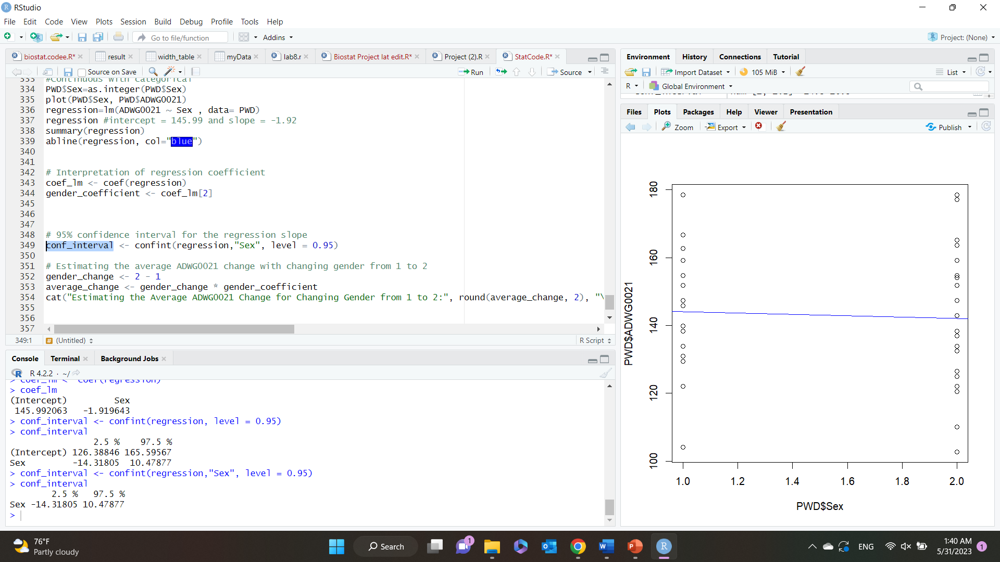 RStudio
File Edit Code View Plots Session Build Debug Profile Tools Help
Go to file/function Addins Project: (None)
biostat.codee.R* result width_table myData lab8.r Biostat Project lat edit.R* Project (2).R StatCode.R*
Source on Save Run Source
333 #Continuous with categorical
334 PWD$Sex=as.integer(PWD$Sex)
335 plot(PWD$Sex, PWD$ADWG0021)
336 regression=lm(ADWG0021 ~ Sex , data= PWD)
337 regression #intercept = 145.99 and slope = -1.92
338 summary(regression)
339 abline(regression, col="blue")
340
341
342 # Interpretation of regression coefficient
343 coef_lm <- coef(regression)
344 gender_coefficient <- coef_lm[2]
345
346
347
348 # 95% confidence interval for the regression slope
349 conf_interval <- confint(regression,"Sex", level = 0.95)
350
351 # Estimating the average ADWG0021 change with changing gender from 1 to 2
352 gender_change <- 2 - 1
353 average_change <- gender_change * gender_coefficient
354 cat("Estimating the Average ADWG0021 Change for Changing Gender from 1 to 2:", round(average_change, 2), "\
355
356
357
349:1 (Untitled) R Script
Console Terminal Background Jobs
R 4.2.2 · ~/
> coef_lm <- coef(regression)
> coef_lm
(Intercept) Sex
145.992063 -1.919643
> conf_interval <- confint(regression, level = 0.95)
> conf_interval
2.5 % 97.5 %
(Intercept) 126.38846 165.59567
Sex -14.31805 10.47877
> conf_interval <- confint(regression,"Sex", level = 0.95)
> conf_interval
2.5 % 97.5 %
Sex -14.31805 10.47877
>
Environment History Connections Tutorial
Import Dataset 105 MiB List
R Global Environment
Files Plots Packages Help Viewer Presentation
Zoom Export Publish
PWD$ADWG0021
180
160
140
120
100
1.0 1.2 1.4 1.6 1.8 2.0
PWD$Sex
76°F
Partly cloudy
Search
1
ENG
1:40 AM
5/31/2023
1